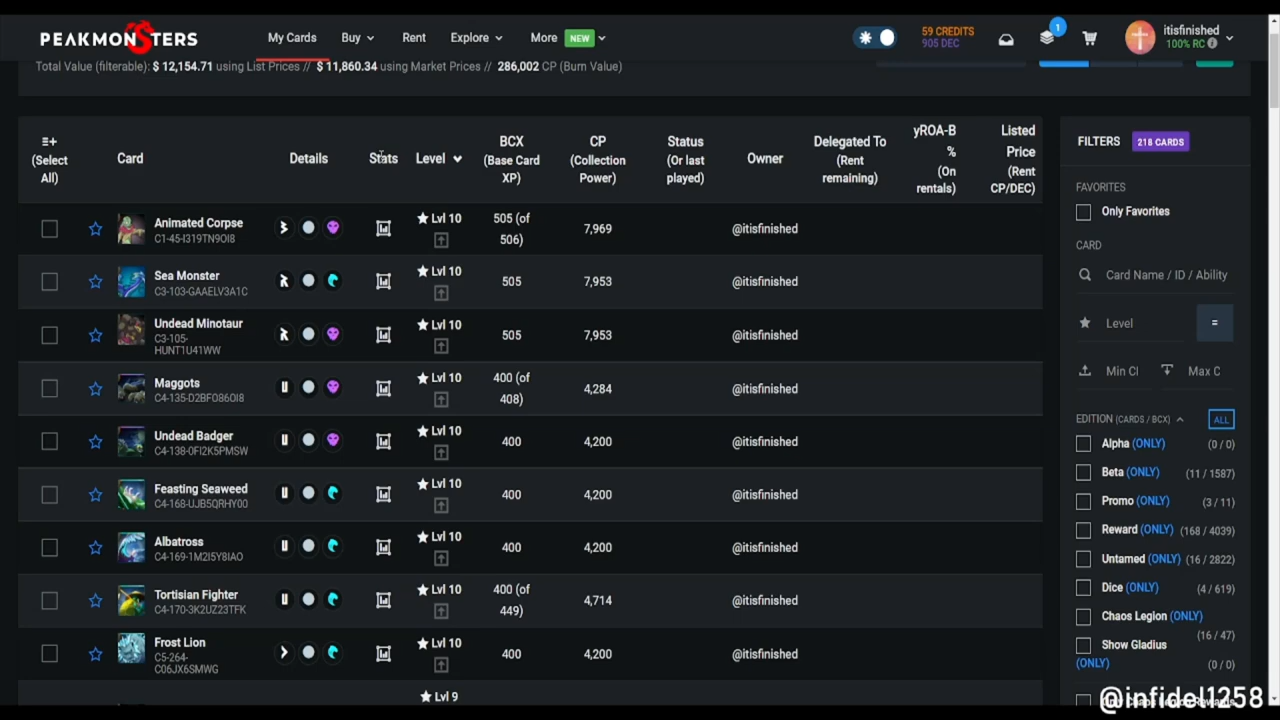 PEAKMONSTERS
My Cards
Buy
Rent
Explore
More NEW
59 CREDITS
905 DEC
1
itisfinished
100% RC
Total Value (filterable): $ 12,154.71 using List Prices // $ 11,860.34 using Market Prices // 286,002 CP (Burn Value)
(Select All)
Card
Details
Stats
Level
BCX (Base Card XP)
CP (Collection Power)
Status (Or last played)
Owner
Delegated To (Rent remaining)
yROA-B % (On rentals)
Listed Price (Rent CP/DEC)
Animated Corpse
C1-45-I319TN9OI8
Lvl 10
505 (of 506)
7,969
@itisfinished
Sea Monster
C3-103-GAAELV3A1C
Lvl 10
505
7,953
@itisfinished
Undead Minotaur
C3-105-HUNT1U41WW
Lvl 10
505
7,953
@itisfinished
Maggots
C4-135-D2BFO86OI8
Lvl 10
400 (of 408)
4,284
@itisfinished
Undead Badger
C4-138-0FI2K5PMSW
Lvl 10
400
4,200
@itisfinished
Feasting Seaweed
C4-168-UJB5QRHY00
Lvl 10
400
4,200
@itisfinished
Albatross
C4-169-1M2I5Y8IAO
Lvl 10
400
4,200
@itisfinished
Tortisian Fighter
C4-170-3K2UZ23TFK
Lvl 10
400 (of 449)
4,714
@itisfinished
Frost Lion
C5-264-C06JX6SMWG
Lvl 10
400
4,200
@itisfinished
Lvl 9
FILTERS
218 CARDS
FAVORITES
Only Favorites
CARD
Card Name / ID / Ability
Level
=
Min Cl
Max C
EDITION (CARDS / BCX)
ALL
Alpha (ONLY) (0 / 0)
Beta (ONLY) (11 / 1587)
Promo (ONLY) (3 / 11)
Reward (ONLY) (168 / 4039)
Untamed (ONLY) (16 / 2822)
Dice (ONLY) (4 / 619)
Chaos Legion (ONLY)
(16 / 47)
Show Gladius
(ONLY) (0 / 0)
@infidel1258